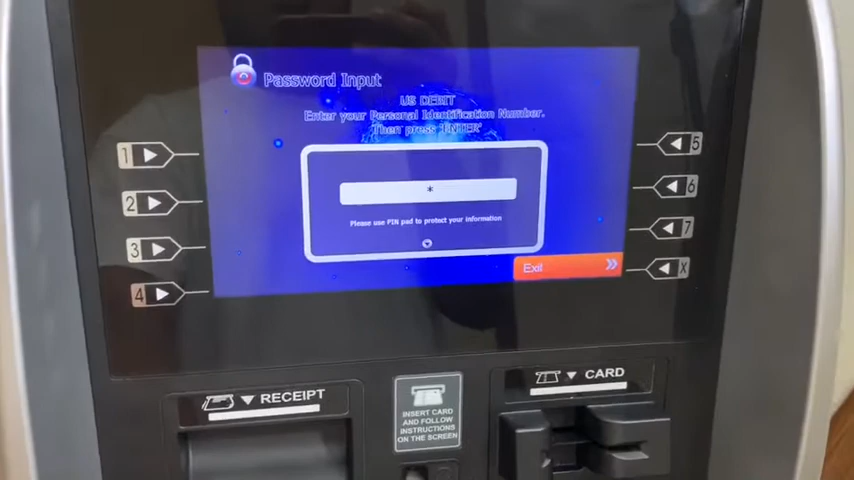 Password Input
US DEBIT
Enter your Personal Identification Number.
Then press 'ENTER'
*
Please use PIN pad to protect your information
Exit
1
2
3
4
5
6
7
X
RECEIPT
INSERT CARD
AND FOLLOW
INSTRUCTIONS
ON THE SCREEN
CARD